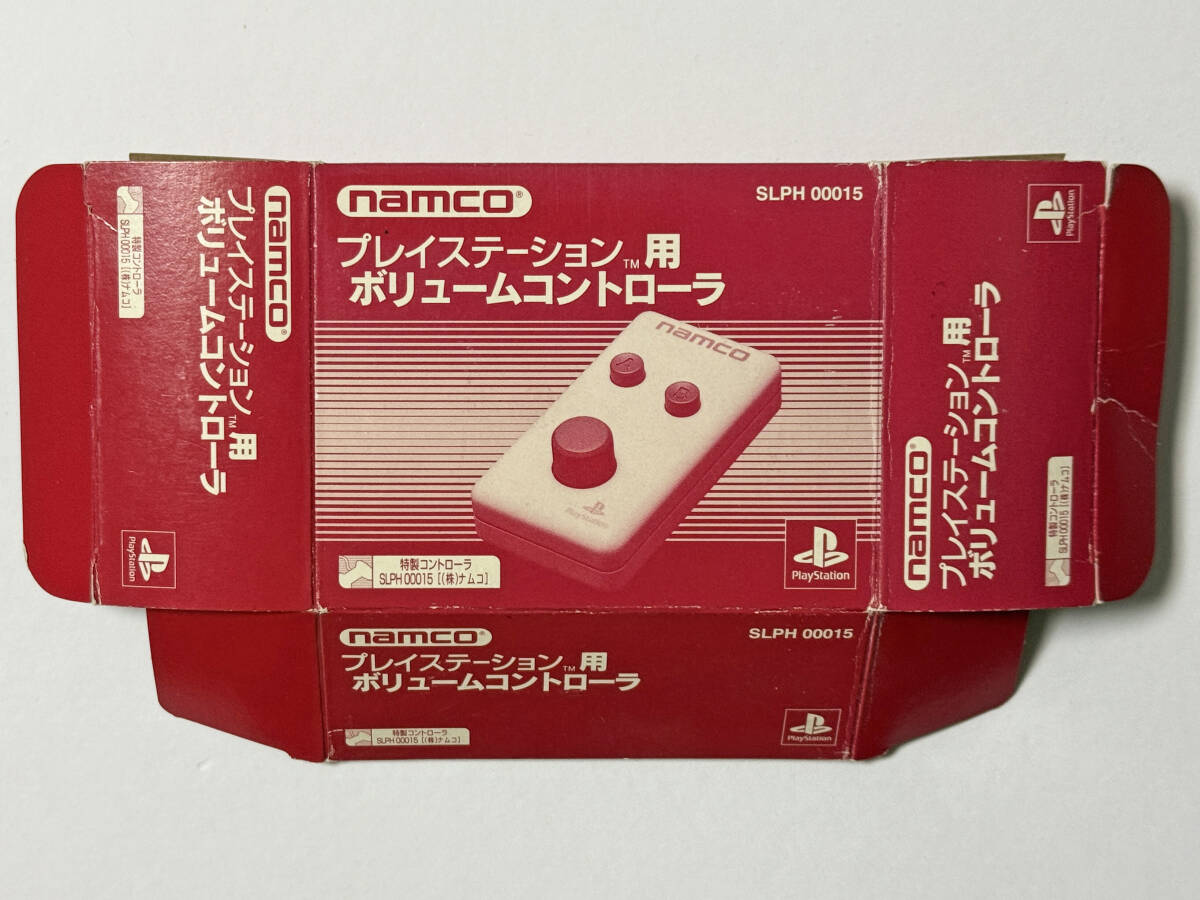 namco®
プレイステーション™用
ボリュームコントローラ
特製コントローラ
SLPH 00015 [(株)ナムコ]
PlayStation
namco®
SLPH 00015
プレイステーション™用
ボリュームコントローラ
namco
A
B
PlayStation
特製コントローラ
SLPH 00015 [(株)ナムコ]
PlayStation
namco®
プレイステーション™用
ボリュームコントローラ
特製コントローラ
SLPH 00015 [(株)ナムコ]
PlayStation
namco®
SLPH 00015
プレイステーション™用
ボリュームコントローラ
特製コントローラ
SLPH 00015 [(株)ナムコ]
PlayStation